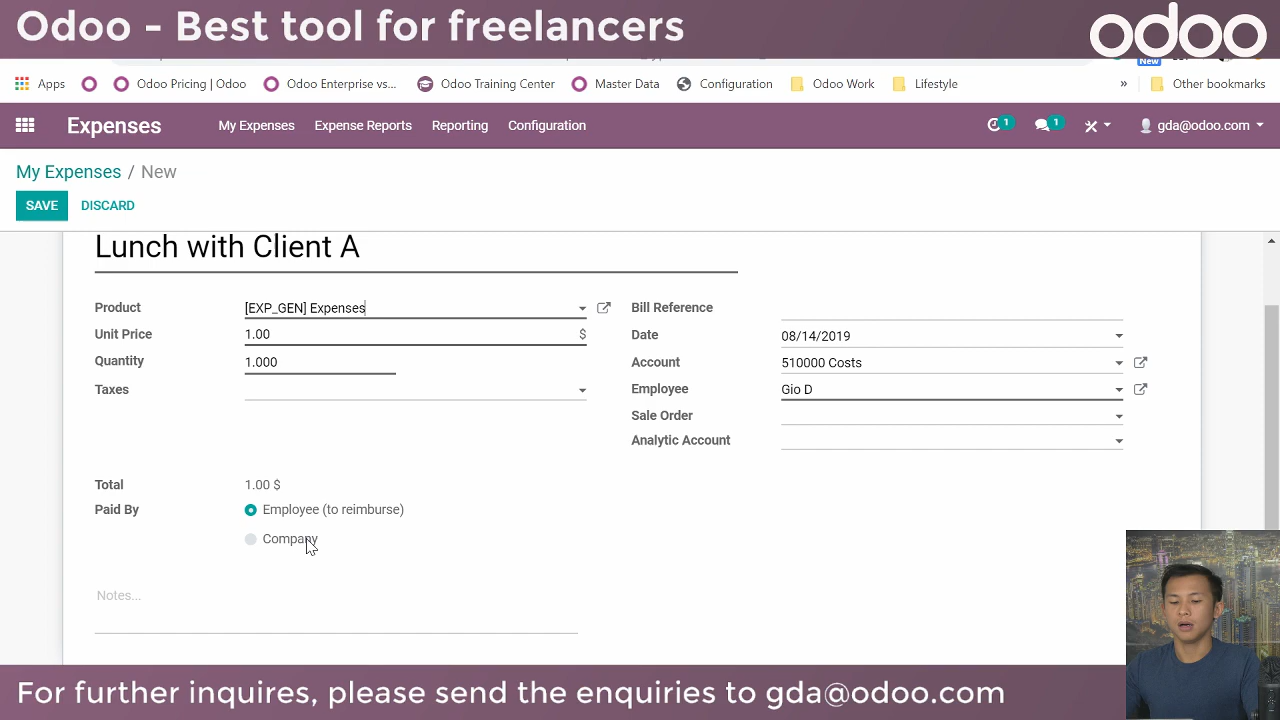 Odoo - Best tool for freelancers
odoo
New
Apps
Odoo Pricing | Odoo
Odoo Enterprise vs...
Odoo Training Center
Master Data
Configuration
Odoo Work
Lifestyle
»
Other bookmarks
Expenses
My Expenses
Expense Reports
Reporting
Configuration
1
1
gda@odoo.com
My Expenses / New
SAVE
DISCARD
Lunch with Client A
Product
[EXP_GEN] Expenses
Unit Price
1.00
$
Quantity
1.000
Taxes
Bill Reference
Date
08/14/2019
Account
510000 Costs
Employee
Gio D
Sale Order
Analytic Account
Total
1.00 $
Paid By
Employee (to reimburse)
Company
Notes...
For further inquires, please send the enquiries to gda@odoo.com